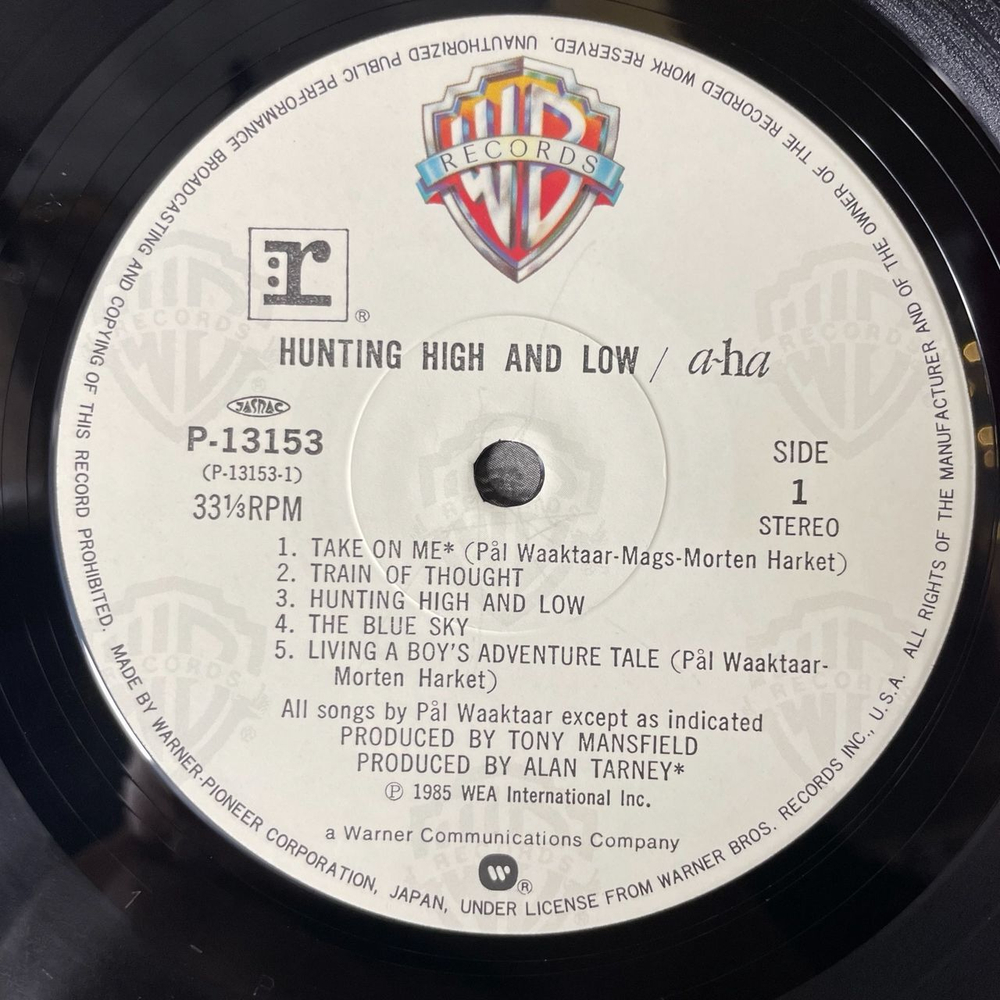 WB
RECORDS
r
®
HUNTING HIGH AND LOW / a-ha
JASRAC
P-13153
(P-13153-1)
33⅓RPM
SIDE
1
STEREO
1. TAKE ON ME* (Pål Waaktaar-Mags-Morten Harket)
2. TRAIN OF THOUGHT
3. HUNTING HIGH AND LOW
4. THE BLUE SKY
5. LIVING A BOY'S ADVENTURE TALE (Pål Waaktaar-
Morten Harket)
All songs by Pål Waaktaar except as indicated
PRODUCED BY TONY MANSFIELD
PRODUCED BY ALAN TARNEY*
Ⓟ 1985 WEA International Inc.
a Warner Communications Company
®
MADE BY WARNER-PIONEER CORPORATION, JAPAN, UNDER LICENSE FROM WARNER BROS. RECORDS INC., U.S.A. ALL RIGHTS OF THE MANUFACTURER AND OF THE OWNER OF THE RECORDED WORK RESERVED. UNAUTHORIZED PUBLIC PERFORMANCE BROADCASTING AND COPYING OF THIS RECORD PROHIBITED.